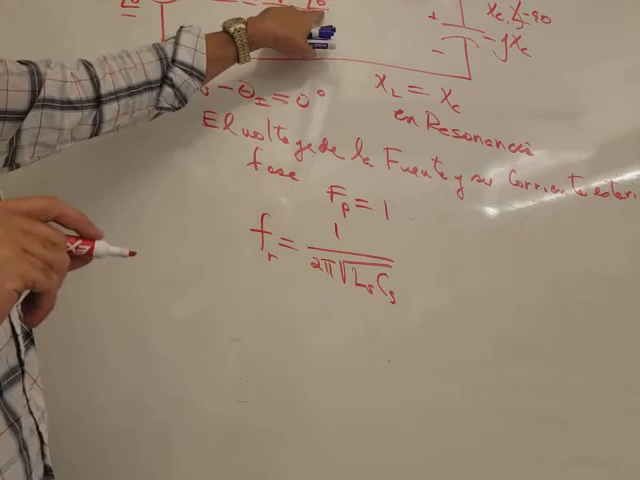 X_c ∠-90
+
-jX_c
-
- θ_I = 0°
X_L = X_c
en Resonancia
El voltaje de la Fuente y su Corriente
fase
F_p = 1
f_r = 1 / 2π√L_s C_s
EX